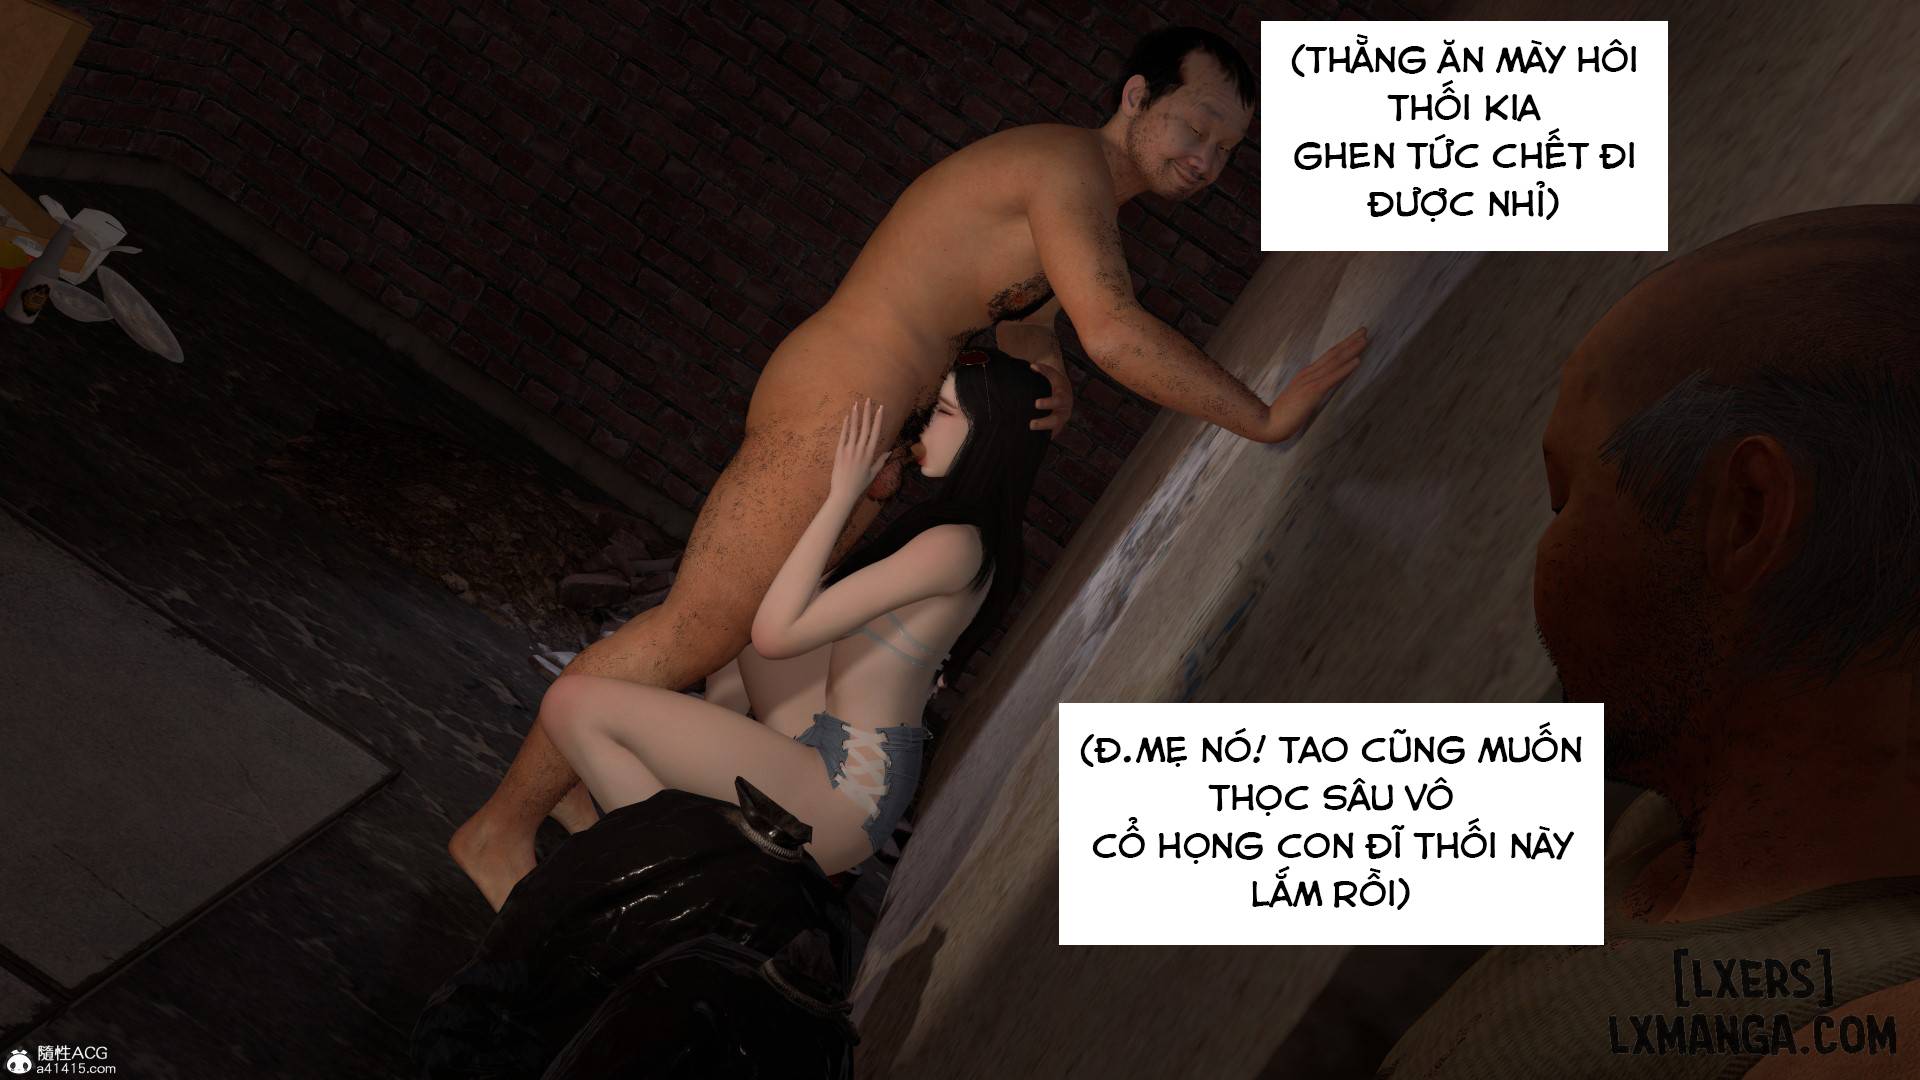 (THẰNG ĂN MÀY HÔI
THỐI KIA
GHEN TỨC CHẾT ĐI
ĐƯỢC NHỈ)
(Đ.MẸ NÓ! TAO CŨNG MUỐN
THỌC SÂU VÔ
CỔ HỌNG CON ĐĨ THỐI NÀY
LẮM RỒI)
[LXERS]
LXMANGA.COM
隨性ACG
a41415.com